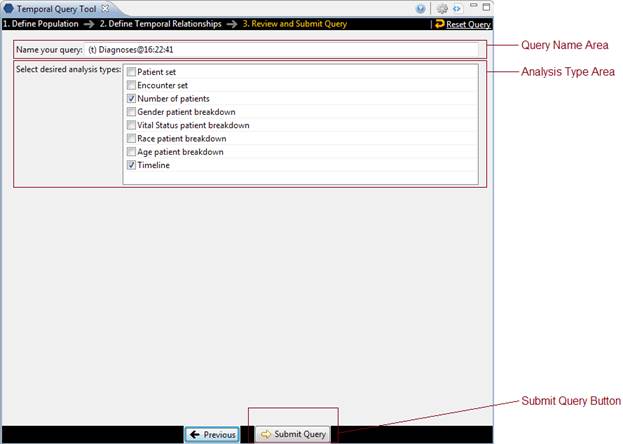 Temporal Query Tool
1. Define Population → 2. Define Temporal Relationships → 3. Review and Submit Query | Reset Query
Name your query: (t) Diagnoses@16:22:41
Query Name Area
Select desired analysis types:
Analysis Type Area
Patient set
Encounter set
Number of patients
Gender patient breakdown
Vital Status patient breakdown
Race patient breakdown
Age patient breakdown
Timeline
Submit Query Button
Previous
Submit Query